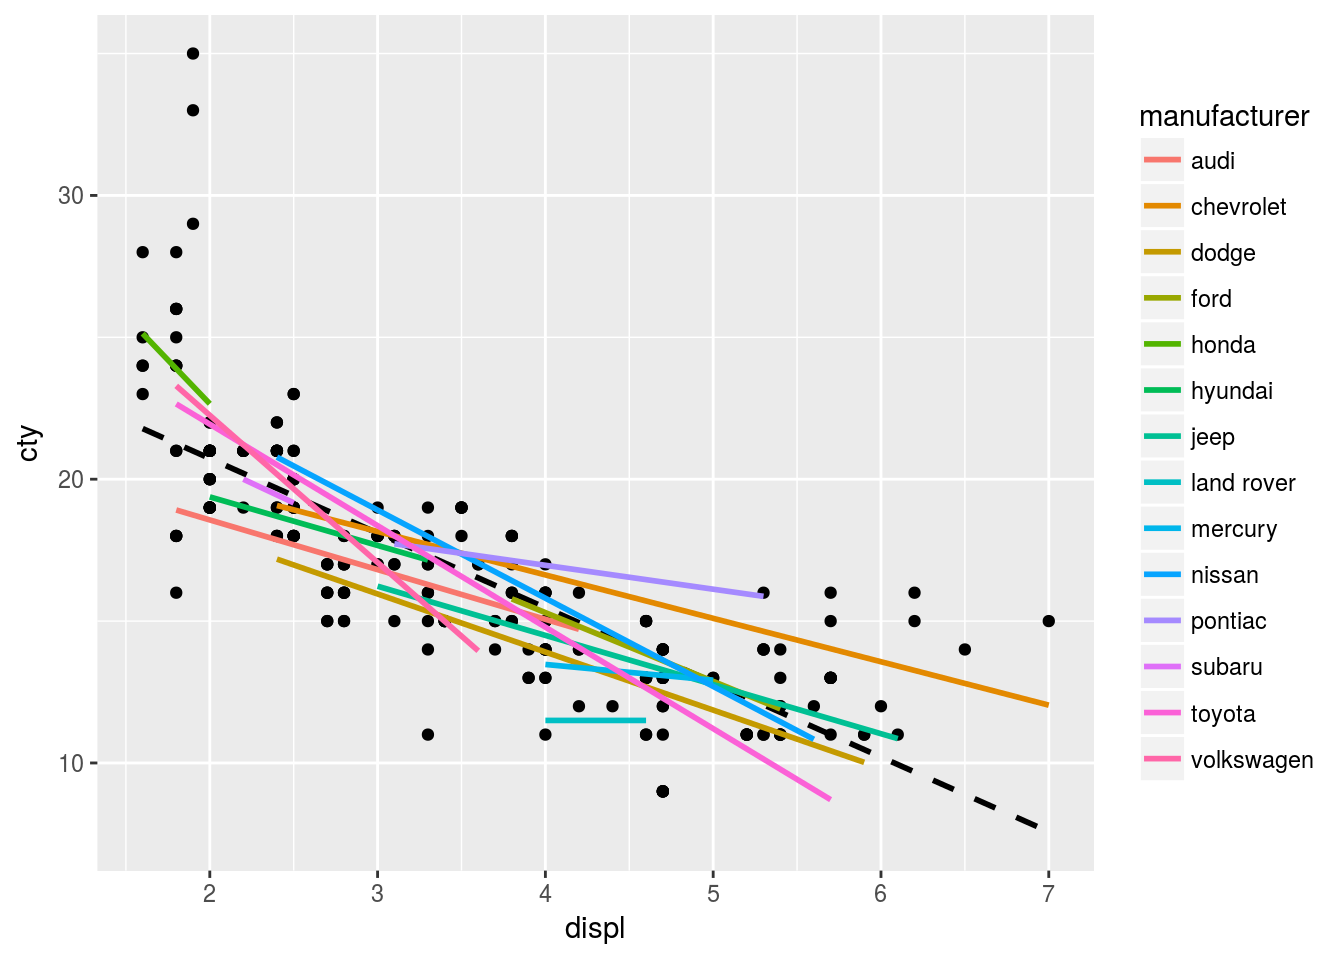 30
20
10
cty
2 3 4 5 6 7
displ
manufacturer
audi
chevrolet
dodge
ford
honda
hyundai
jeep
land rover
mercury
nissan
pontiac
subaru
toyota
volkswagen